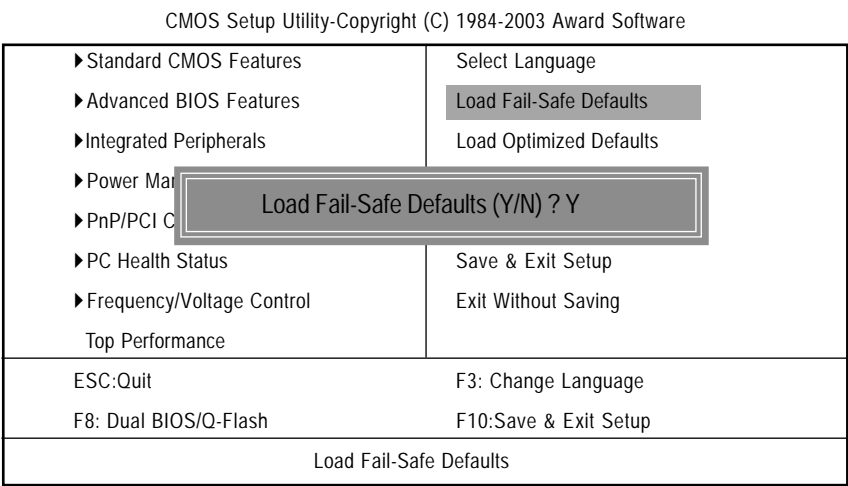 CMOS Setup Utility-Copyright (C) 1984-2003 Award Software
Standard CMOS Features
Select Language
Advanced BIOS Features
Load Fail-Safe Defaults
Integrated Peripherals
Load Optimized Defaults
Power
Load Fail-Safe Defaults (Y/N) ? Y
PnP/PCI
PC Health Status
Save & Exit Setup
Frequency/Voltage Control
Exit Without Saving
Top Performance
ESC:Quit
F3: Change Language
F8: Dual BIOS/Q-Flash
F10:Save & Exit Setup
Load Fail-Safe Defaults